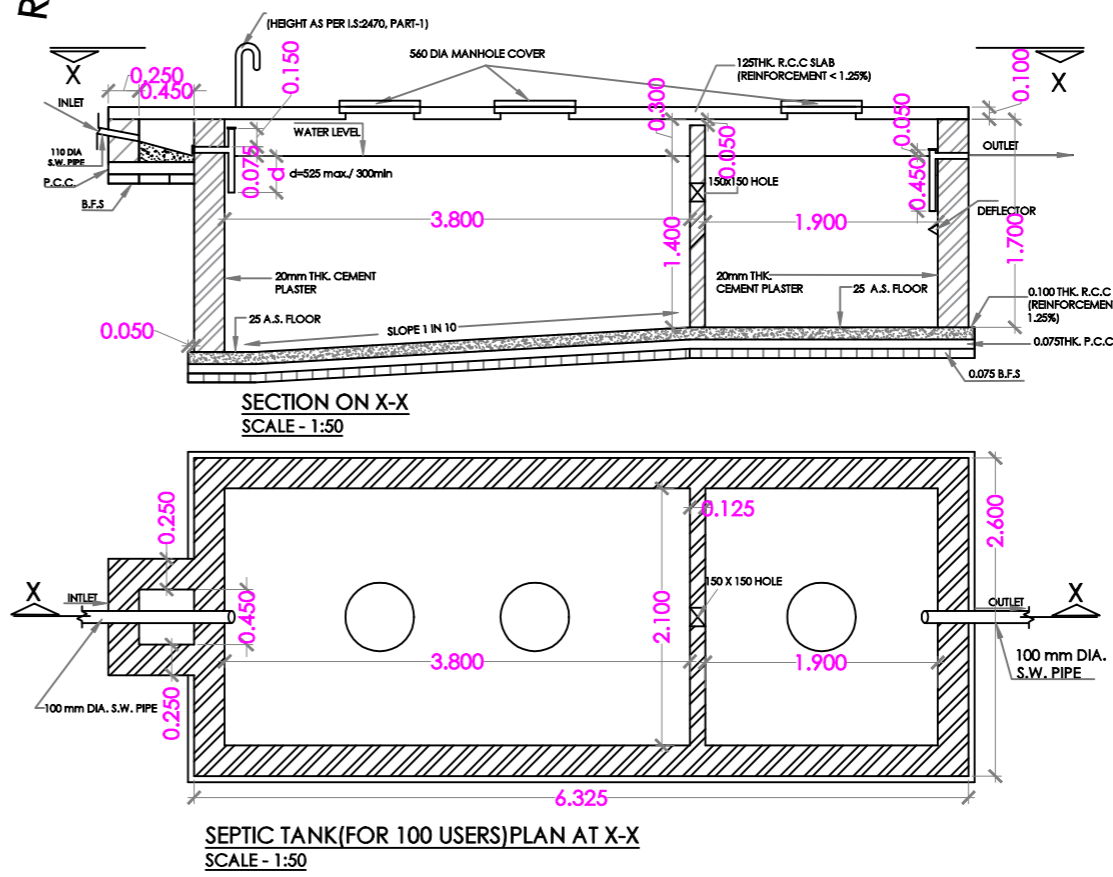 R
(HEIGHT AS PER I.S:2470, PART-1)
560 DIA MANHOLE COVER
125THK. R.C.C SLAB
(REINFORCEMENT < 1.25%)
X
X
0.250
0.450
0.150
0.300
0.100
INLET
WATER LEVEL
0.050
0.050
OUTLET
110 DIA
S.W. PIPE
0.075
d
d=525 max./ 300min
P.C.C.
B.F.S
150x150 HOLE
0.450
DEFLECTOR
3.800
1.900
1.400
1.700
20mm THK. CEMENT
PLASTER
20mm THK.
CEMENT PLASTER
25 A.S. FLOOR
0.100 THK. R.C.C
(REINFORCEMEN
1.25%)
0.050
25 A.S. FLOOR
SLOPE 1 IN 10
0.075THK. P.C.C
0.075 B.F.S
SECTION ON X-X
SCALE - 1:50
0.250
0.125
2.600
X
INTLET
0.450
2.100
150 X 150 HOLE
OUTLET
X
3.800
1.900
100 mm DIA.
S.W. PIPE
0.250
100 mm DIA. S.W. PIPE
6.325
SEPTIC TANK(FOR 100 USERS)PLAN AT X-X
SCALE - 1:50